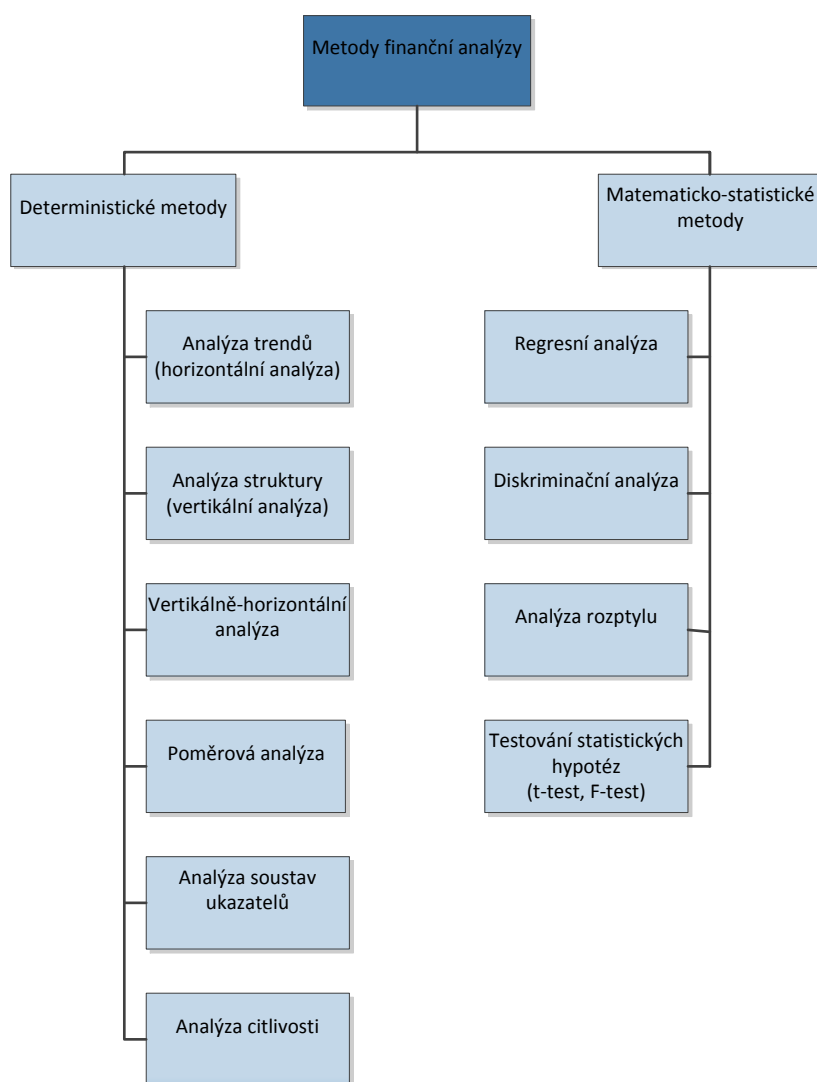 Metody finanční analýzy
Deterministické metody
Matematicko-statistické
metody
Analýza trendů
(horizontální analýza)
Regresní analýza
Analýza struktury
(vertikální analýza)
Diskriminační analýza
Vertikálně-horizontální
analýza
Analýza rozptylu
Poměrová analýza
Testování statistických
hypotéz
(t-test, F-test)
Analýza soustav
ukazatelů
Analýza citlivosti